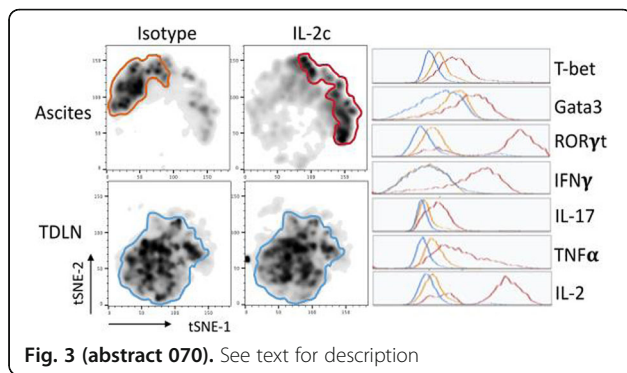 Isotype IL-2c
Ascites
TDLN
tSNE-2
tSNE-1
T-bet
Gata3
RORγt
IFNγ
IL-17
TNFα
IL-2
Fig. 3 (abstract 070). See text for description